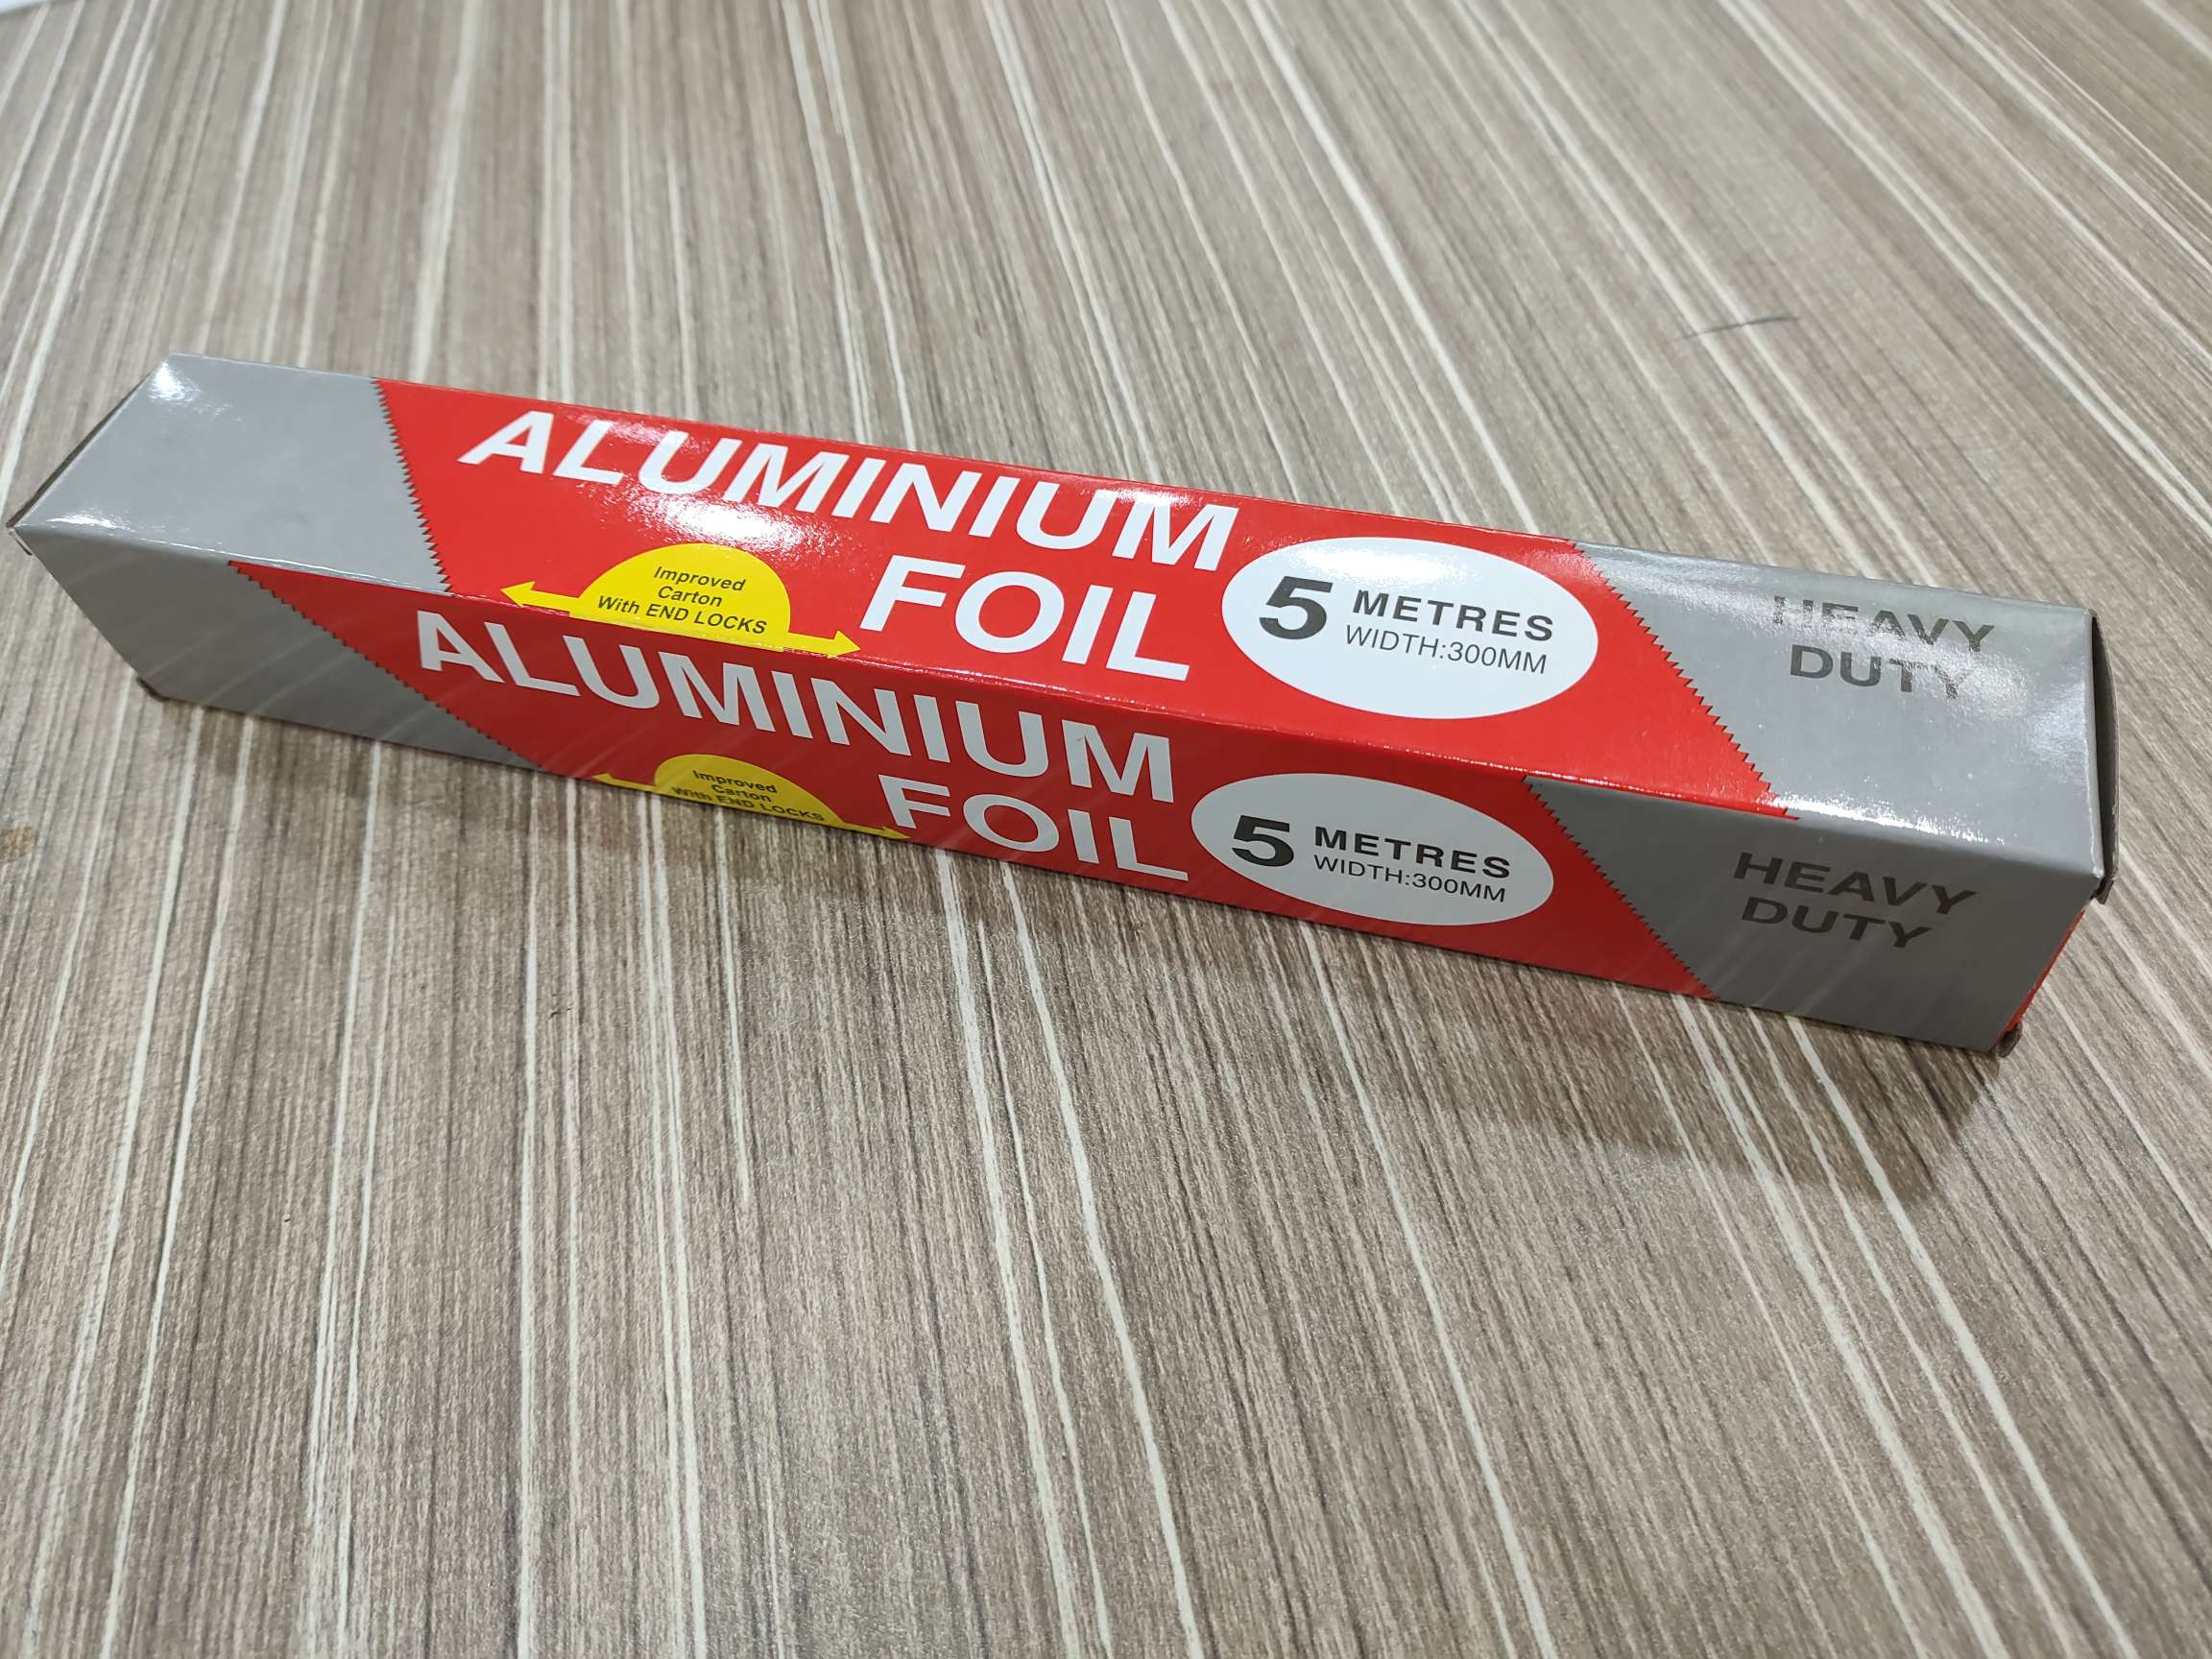 ALUMINIUM
FOIL
Improved
Carton
With END LOCKS
5 METRES
WIDTH:300MM
HEAVY
DUTY
ALUMINIUM
FOIL
Improved
Carton
With END LOCKS
5 METRES
WIDTH:300MM
HEAVY
DUTY